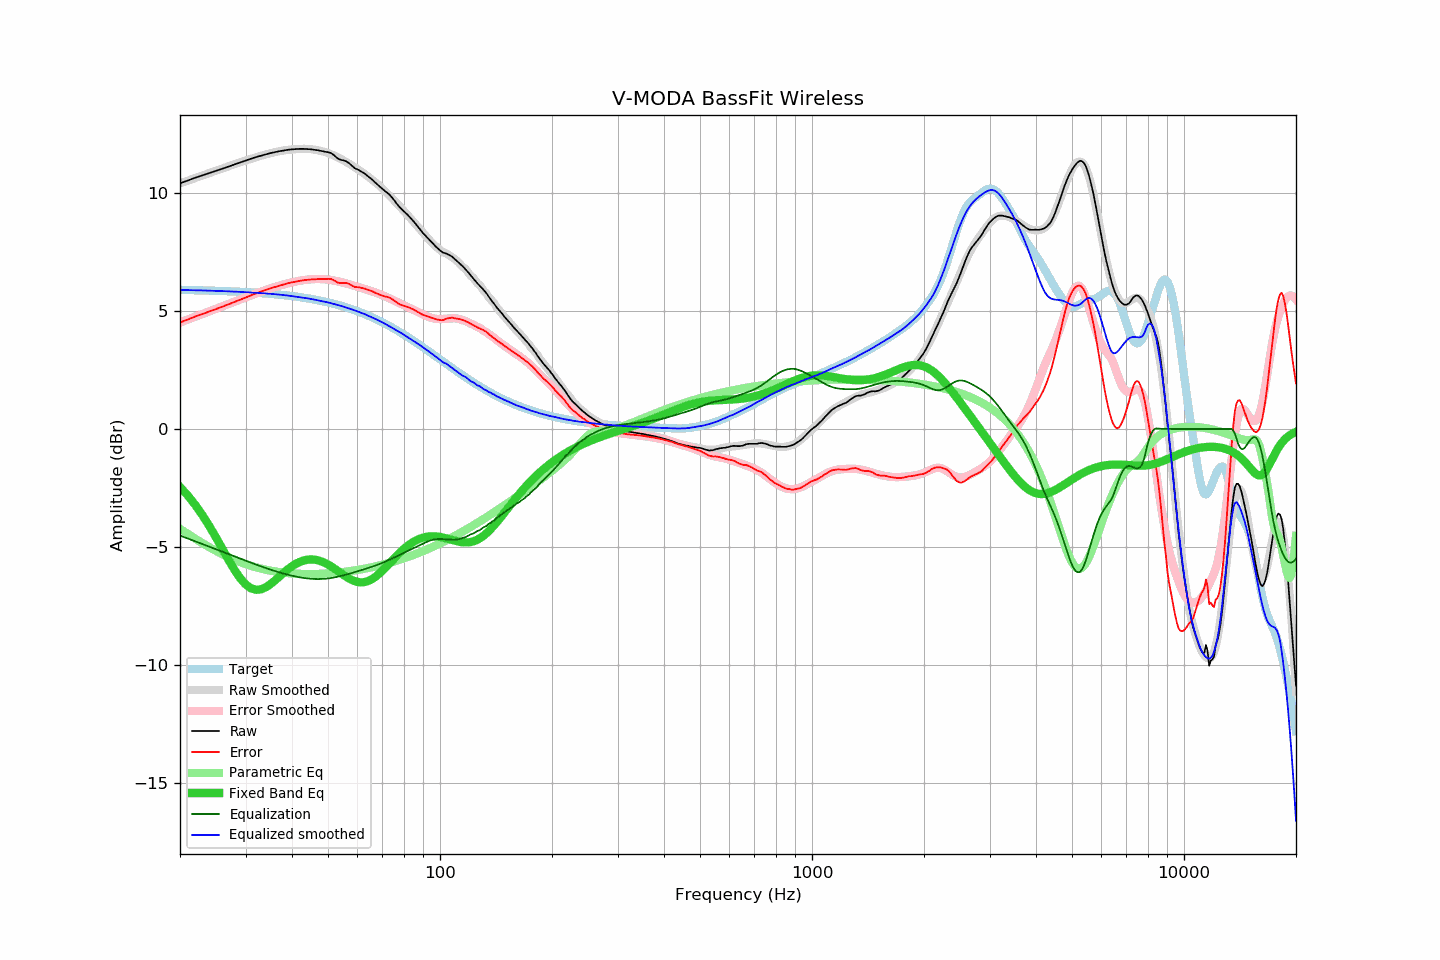 V-MODA BassFit Wireless
10
5
0
−5
−10
−15
Amplitude (dBr)
Target
Raw Smoothed
Error Smoothed
Raw
Error
Parametric Eq
Fixed Band Eq
Equalization
Equalized smoothed
100
1000
10000
Frequency (Hz)